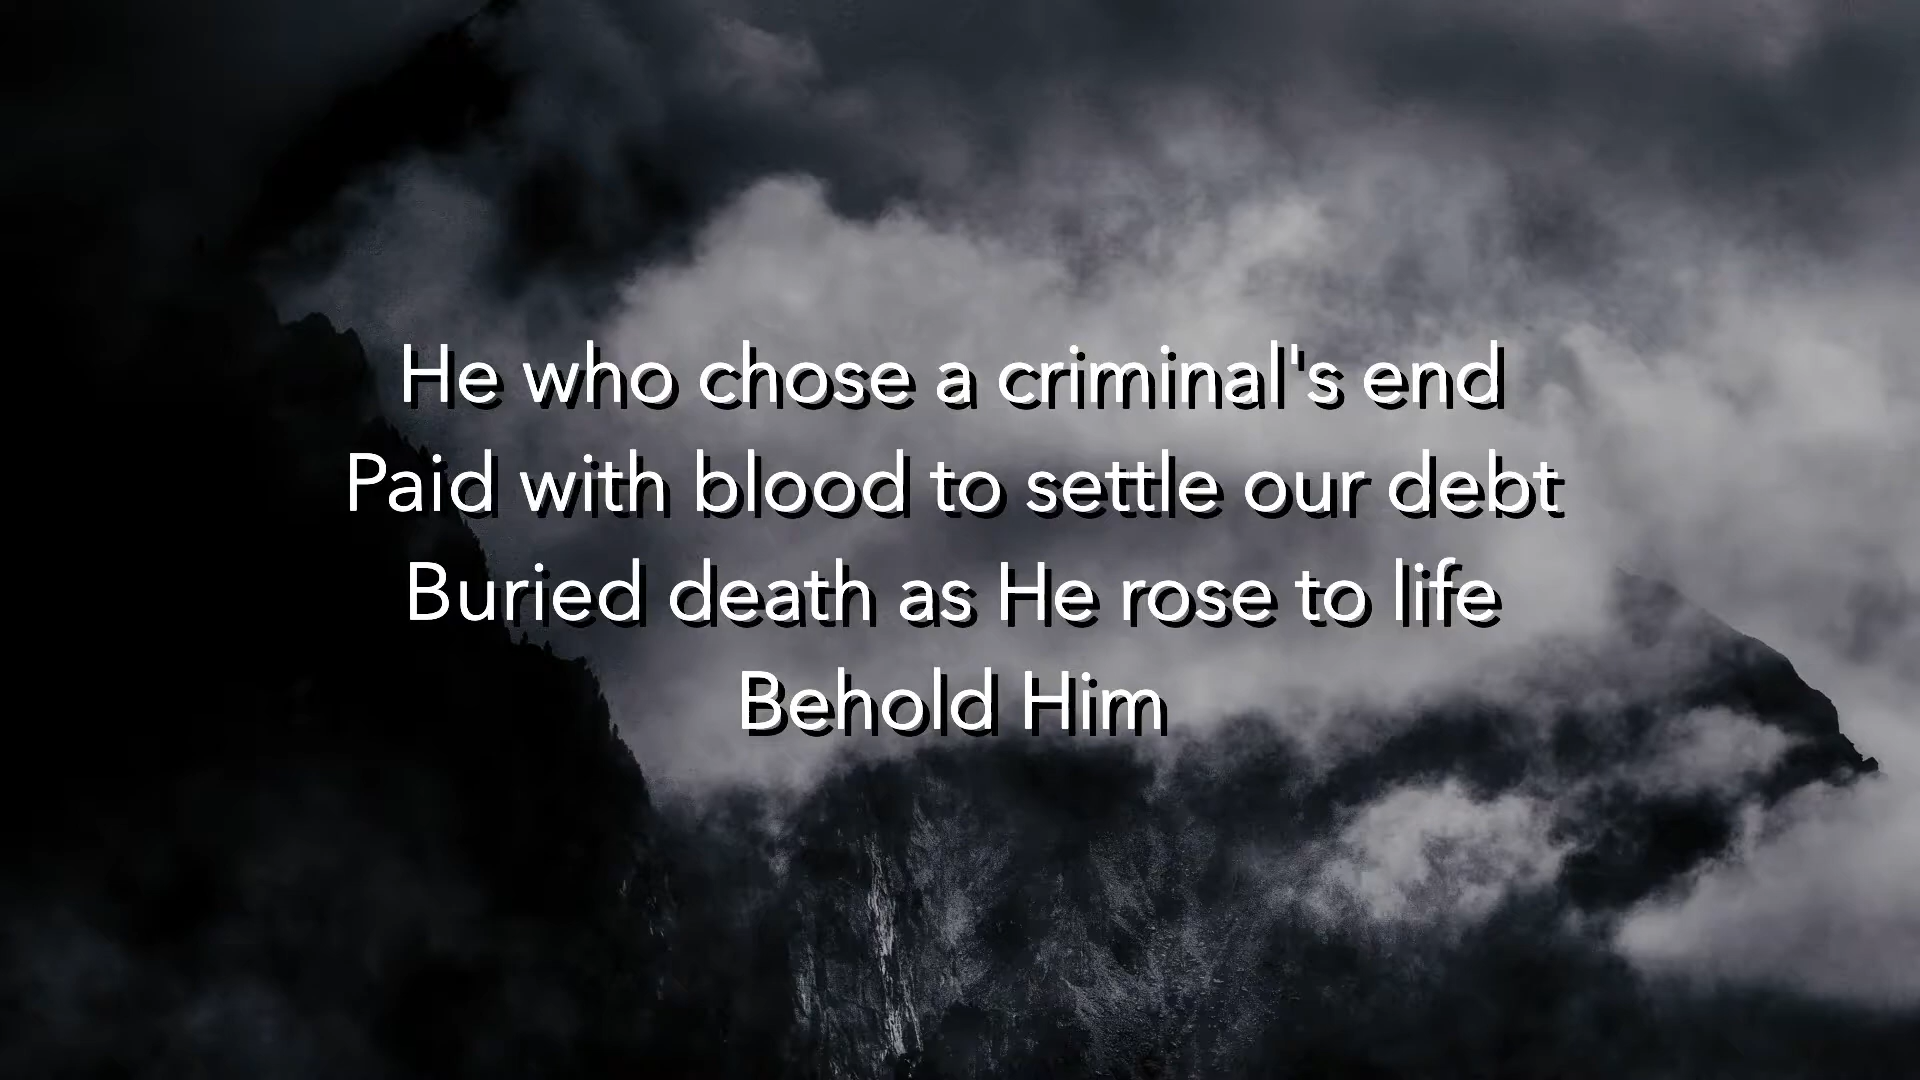 He who chose a criminal's end
Paid with blood to settle our debt
Buried death as He rose to life
Behold Him